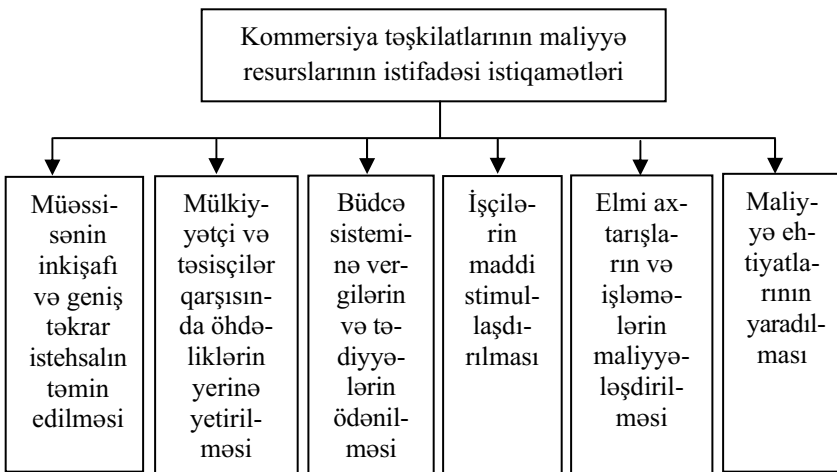 Kommersiya təşkilatlarının maliyyə
resurslarının istifadəsi istiqamətləri
Müəssi-
sənin
inkişafı
və geniş
təkrar
istehsalın
təmin
edilməsi
Mülkiy-
yətçi və
təsisçilər
qarşısın-
da öhdə-
liklərin
yerinə
yetiril-
məsi
Büdcə
sistemi-
nə ver-
gilərin
və tə-
diyyə-
lərin
ödənil-
məsi
İşçilə-
rin
maddi
stimul-
laşdı-
rılması
Elmi ax-
tarışla-
rın və
işləmə-
lərin
maliyyə-
ləşdiril-
məsi
Maliy-
yə eh-
tiyatla-
rının
yaradıl-
ması